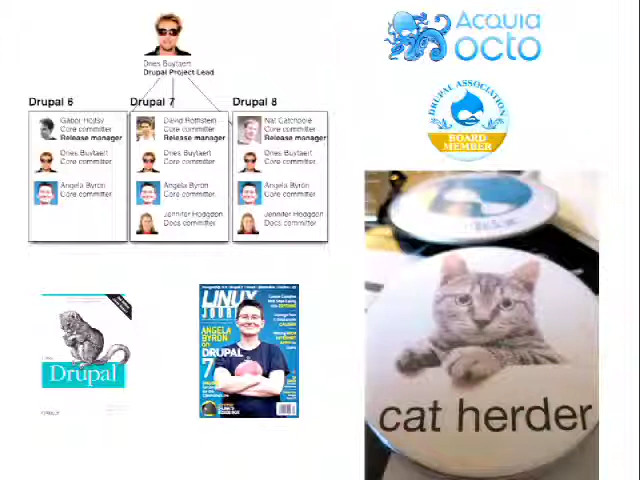 Dries Buytaert
Drupal Project Lead
Drupal 6
Gábor Hojtsy
Core committer
Release manager
Dries Buytaert
Core committer
Angela Byron
Core committer
Drupal 7
David Rothstein
Core committer
Release manager
Dries Buytaert
Core committer
Angela Byron
Core committer
Jennifer Hodgdon
Docs committer
Drupal 8
Nat Catchpole
Core committer
Release manager
Dries Buytaert
Core committer
Angela Byron
Core committer
Jennifer Hodgdon
Docs committer
Acquia
octo
DRUPAL ASSOCIATION
BOARD
MEMBER
Drupal
LINUX
JOURNAL
ANGELA
BYRON
on
DRUPAL
7
cat herder